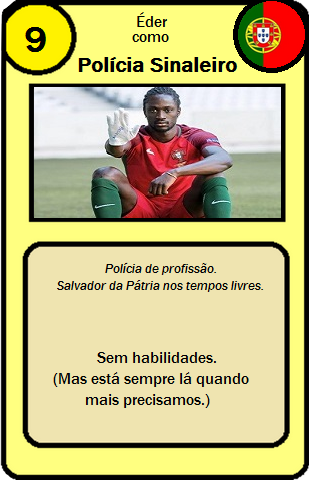 9
Éder
como
Polícia Sinaleiro
Polícia de profissão.
Salvador da Pátria nos tempos livres.
Sem habilidades.
(Mas está sempre lá quando
mais precisamos.)